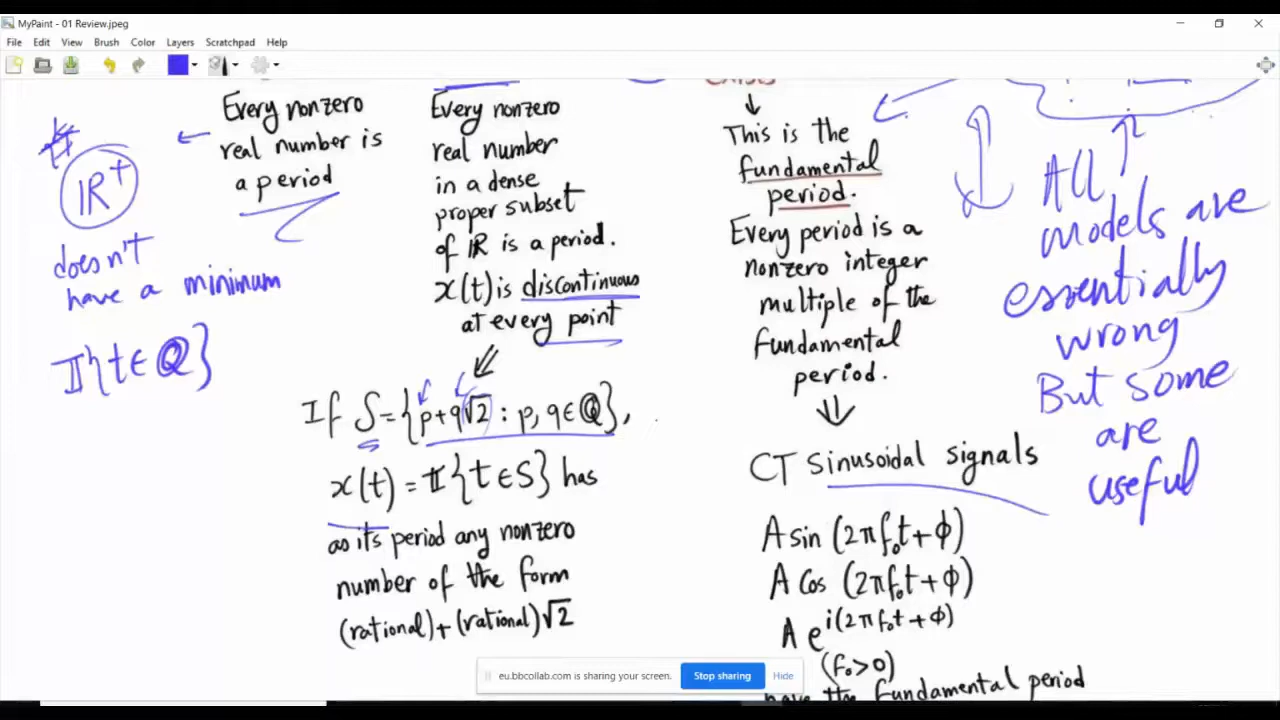 MyPaint - 01 Review.jpeg
File Edit View Brush Color Layers Scratchpad Help
Every nonzero
real number is
a period
ℝ⁺
doesn't
have a minimum
𝟙{t∈ℚ}
Every nonzero
real number
in a dense
proper subset
of ℝ is a period.
x(t) is discontinuous
at every point
If S={p+q√2 : p, q∈ℚ},
x(t)=𝟙{t∈S} has
as its period any nonzero
number of the form
(rational)+(rational)√2
This is the
fundamental
period.
Every period is a
nonzero integer
multiple of the
fundamental
period.
CT sinusoidal signals
A sin (2πf₀t+ϕ)
A cos (2πf₀t+ϕ)
A e^{i(2πf₀t+ϕ)}
(f₀>0)
have the fundamental period
All
models are
essentially
wrong
But some
are
useful
eu.bbcollab.com is sharing your screen. Stop sharing Hide